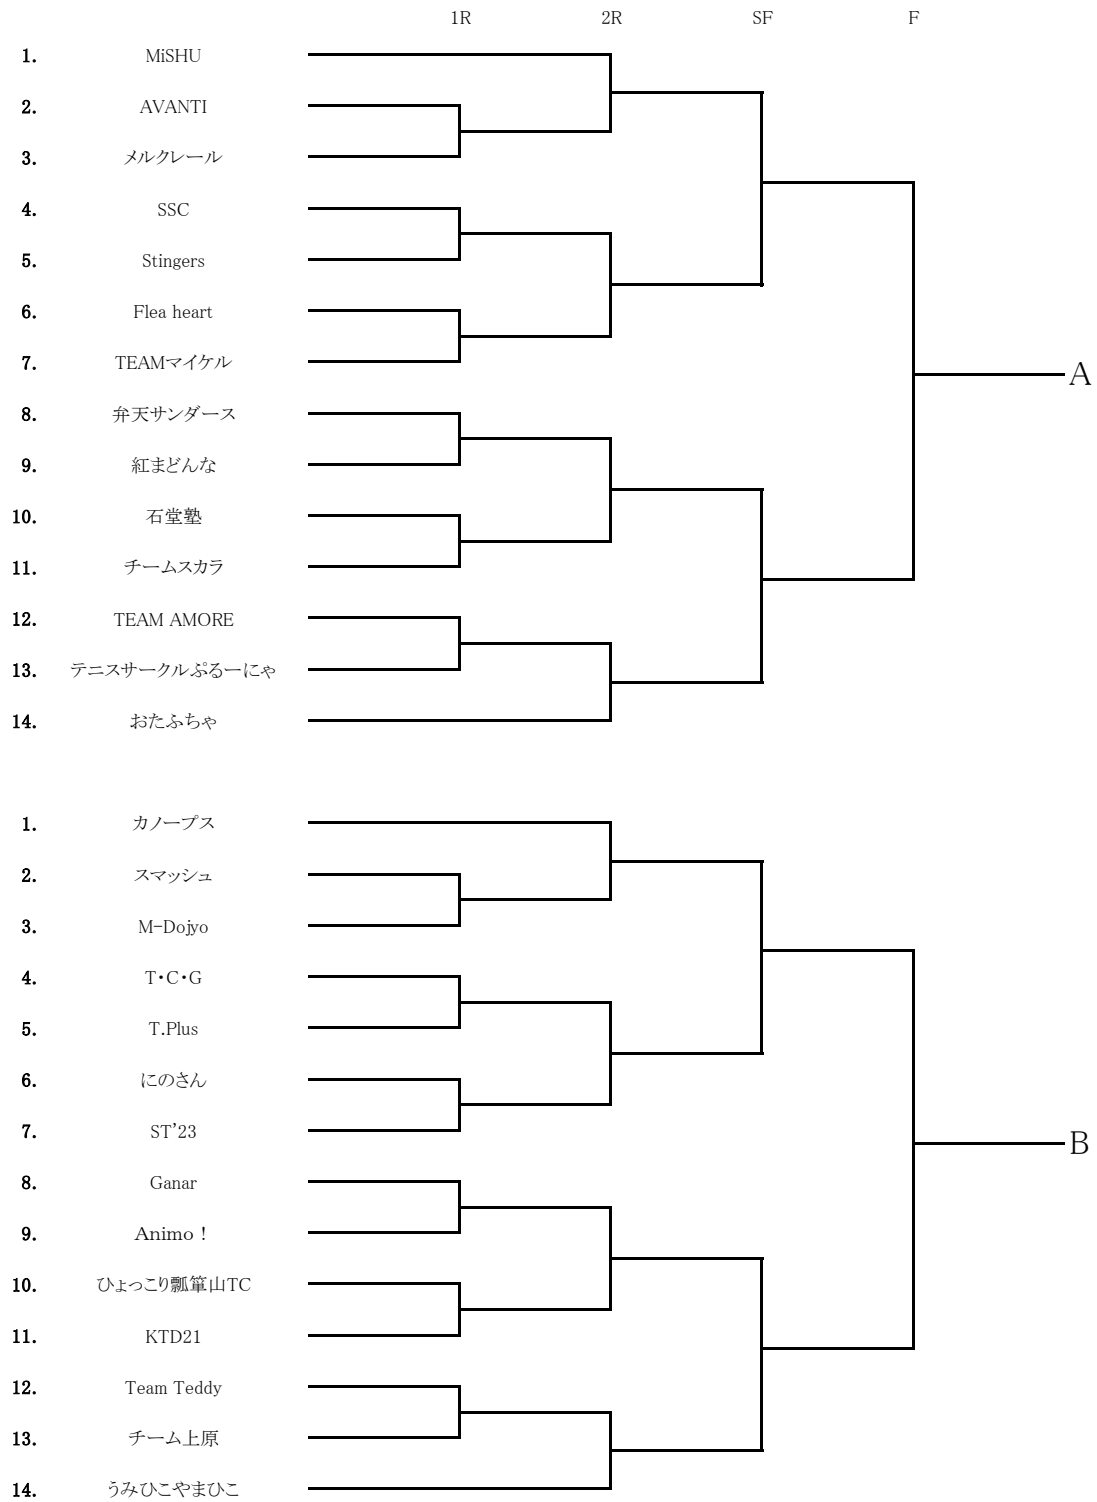 1R 2R SF F
1. MiSHU
2. AVANTI
3. メルクレール
4. SSC
5. Stingers
6. Flea heart
7. TEAMマイケル
A
8. 弁天サンダース
9. 紅まどんな
10. 石堂塾
11. チームスカラ
12. TEAM AMORE
13. テニスサークルぷるーにゃ
14. おたふちゃ
1. カノープス
2. スマッシュ
3. M-Dojyo
4. T・C・G
5. T.Plus
6. にのさん
7. ST’23
B
8. Ganar
9. Animo！
10. ひょっこり瓢箪山TC
11. KTD21
12. Team Teddy
13. チーム上原
14. うみひこやまひこ